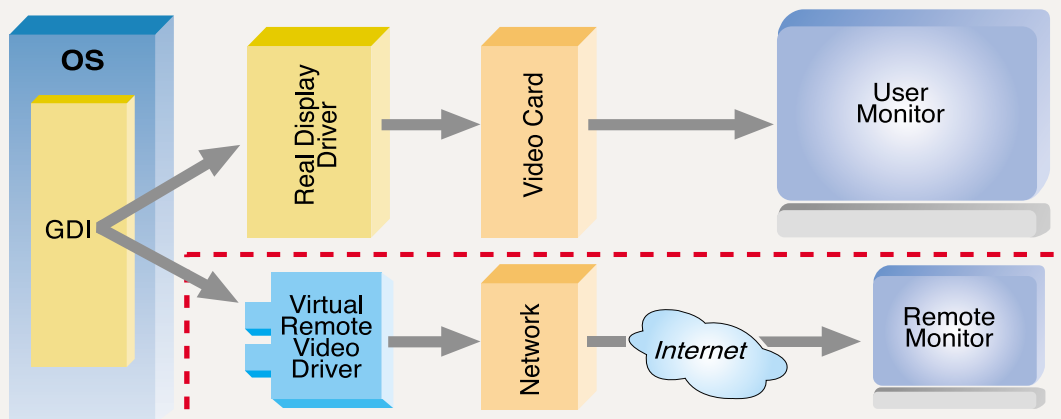 OS
GDI
Real Display
Driver
Video Card
User
Monitor
Virtual
Remote
Video
Driver
Network
Internet
Remote
Monitor